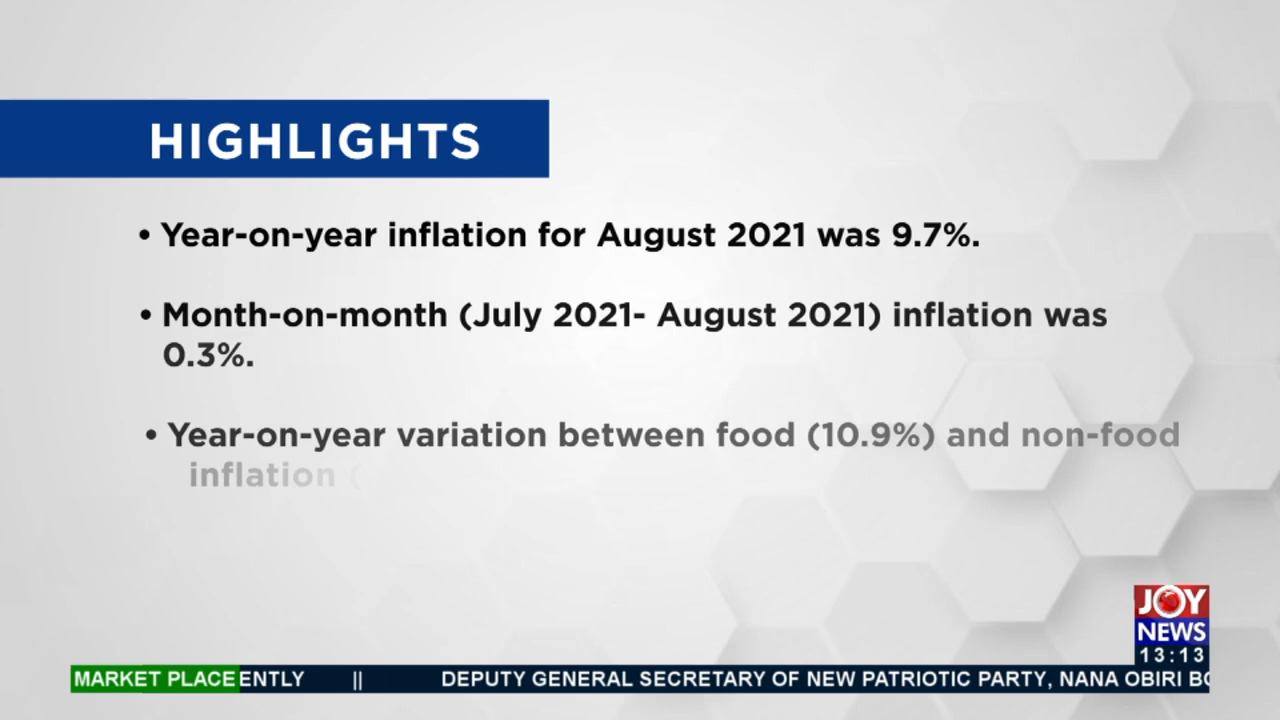 HIGHLIGHTS
• Year-on-year inflation for August 2021 was 9.7%.
• Month-on-month (July 2021- August 2021) inflation was
0.3%.
• Year-on-year variation between food (10.9%) and non-food
inflation (
JOY
NEWS
13:13
MARKET PLACE ENTLY || DEPUTY GENERAL SECRETARY OF NEW PATRIOTIC PARTY, NANA OBIRI